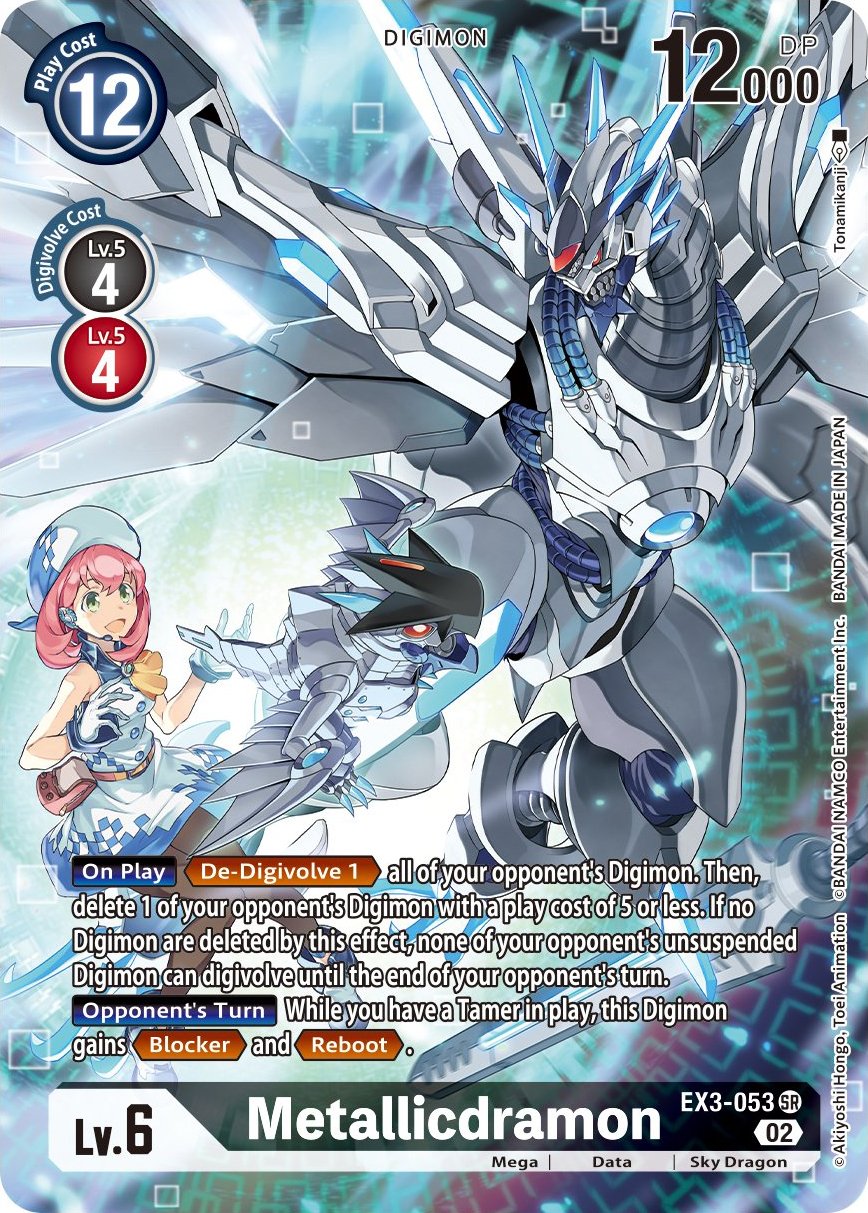 DIGIMON
Play Cost
12
12000
DP
Digivolve Cost
Lv.5
4
Lv.5
4
Tonamikanji
On Play De-Digivolve 1 all of your opponent's Digimon. Then,
delete 1 of your opponent's Digimon with a play cost of 5 or less. If no
Digimon are deleted by this effect, none of your opponent's unsuspended
Digimon can digivolve until the end of your opponent's turn.
Opponent's Turn While you have a Tamer in play, this Digimon
gains Blocker and Reboot.
©Akiyoshi Hongo, Toei Animation ©BANDAI NAMCO Entertainment Inc. BANDAI MADE IN JAPAN
Lv.6
Metallicdramon
EX3-053 SR
02
Mega | Data | Sky Dragon